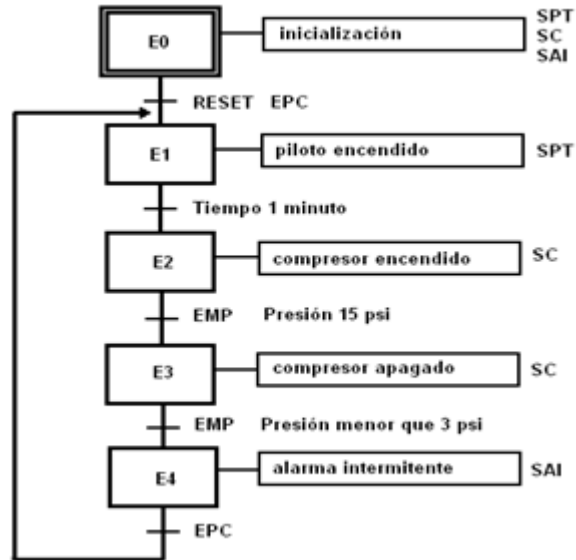 SPT
E0 inicialización SC
SAI
RESET EPC
E1 piloto encendido SPT
Tiempo 1 minuto
E2 compresor encendido SC
EMP Presión 15 psi
E3 compresor apagado SC
EMP Presión menor que 3 psi
E4 alarma intermitente SAI
EPC